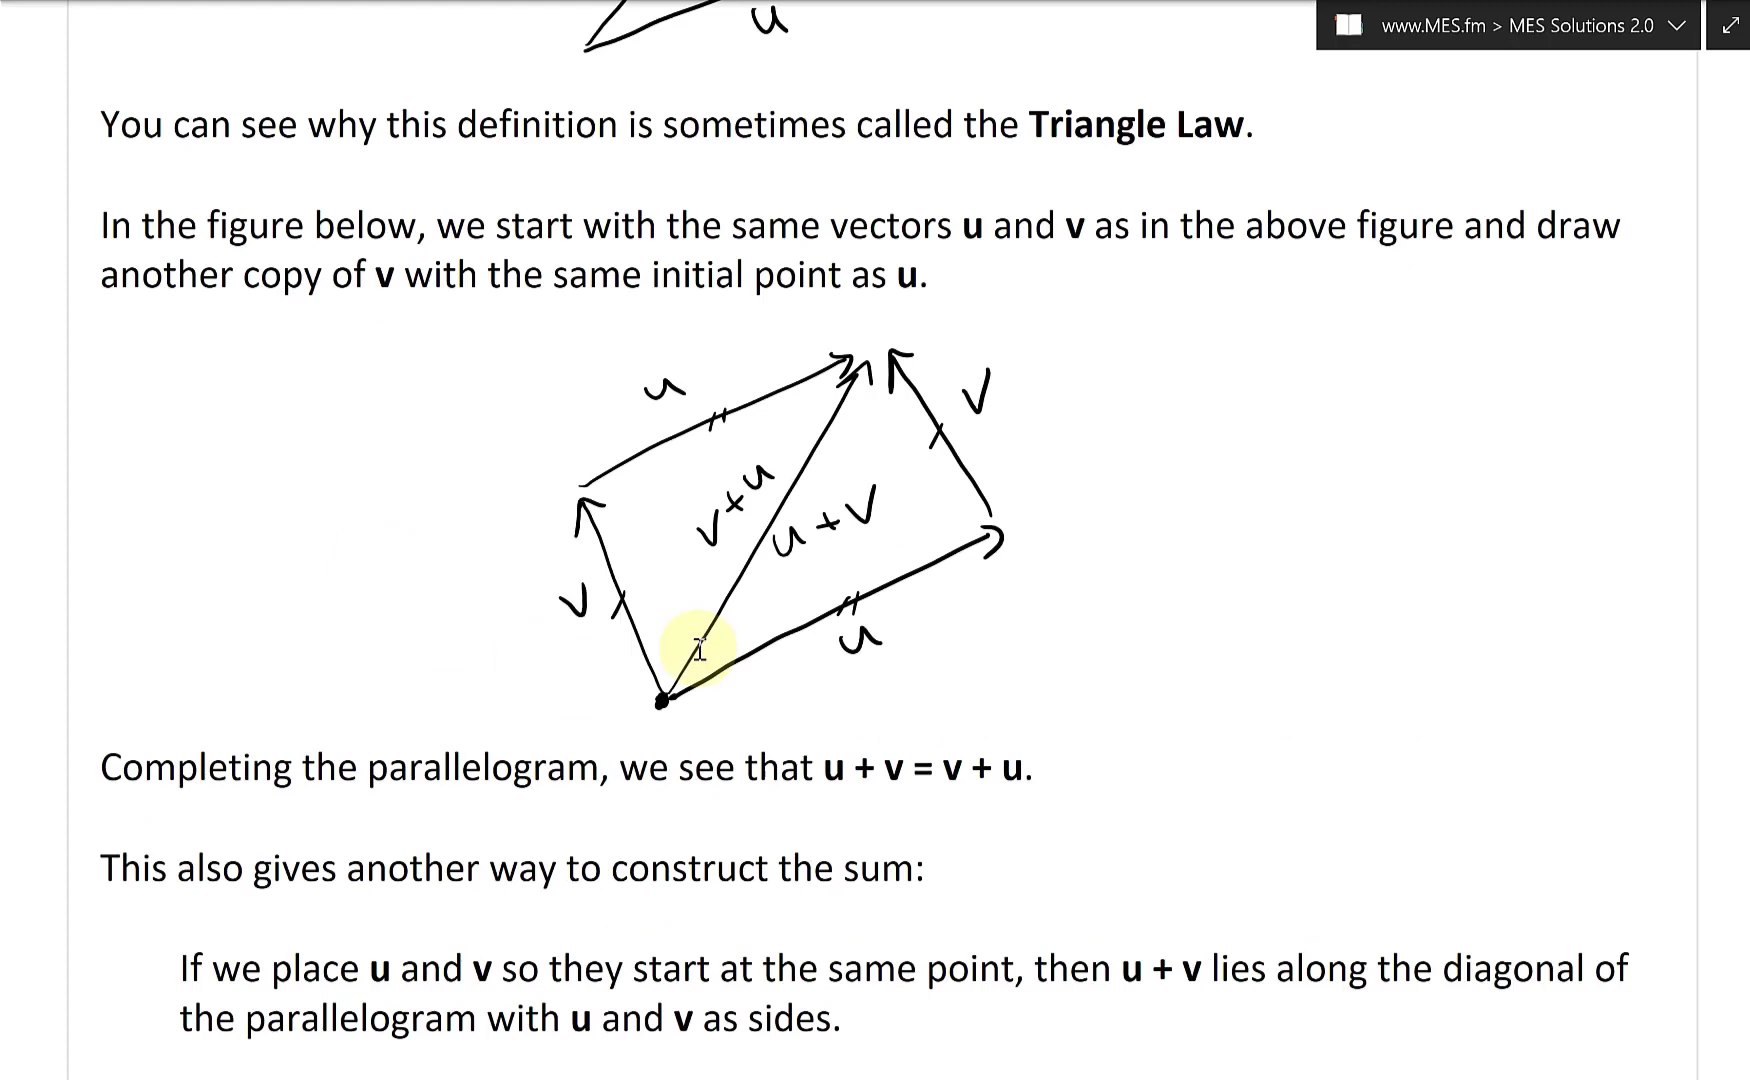 u
www.MES.fm > MES Solutions 2.0
You can see why this definition is sometimes called the Triangle Law.
In the figure below, we start with the same vectors u and v as in the above figure and draw
another copy of v with the same initial point as u.
u
v
v+u
u+v
v
u
Completing the parallelogram, we see that u + v = v + u.
This also gives another way to construct the sum:
If we place u and v so they start at the same point, then u + v lies along the diagonal of
the parallelogram with u and v as sides.